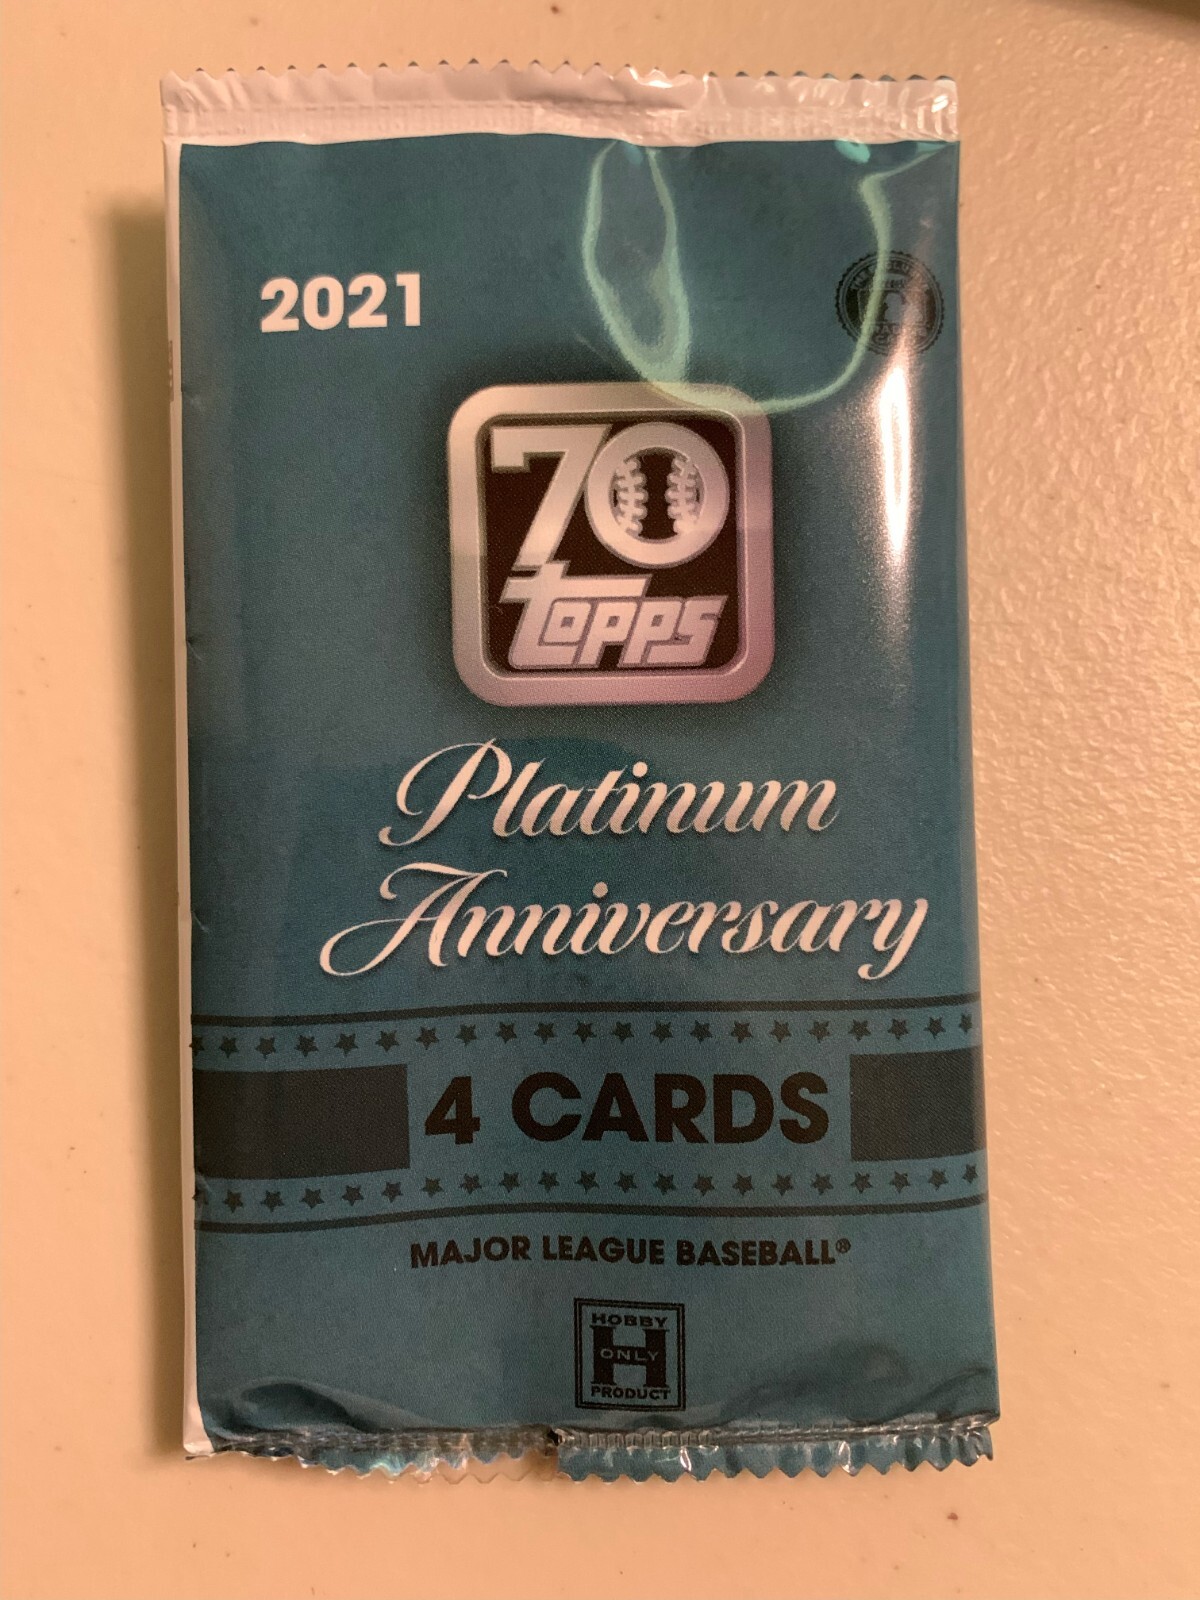 2021
70
topps
Platinum
Anniversary
4 CARDS
MAJOR LEAGUE BASEBALL®
HOBBY
H
ONLY
PRODUCT